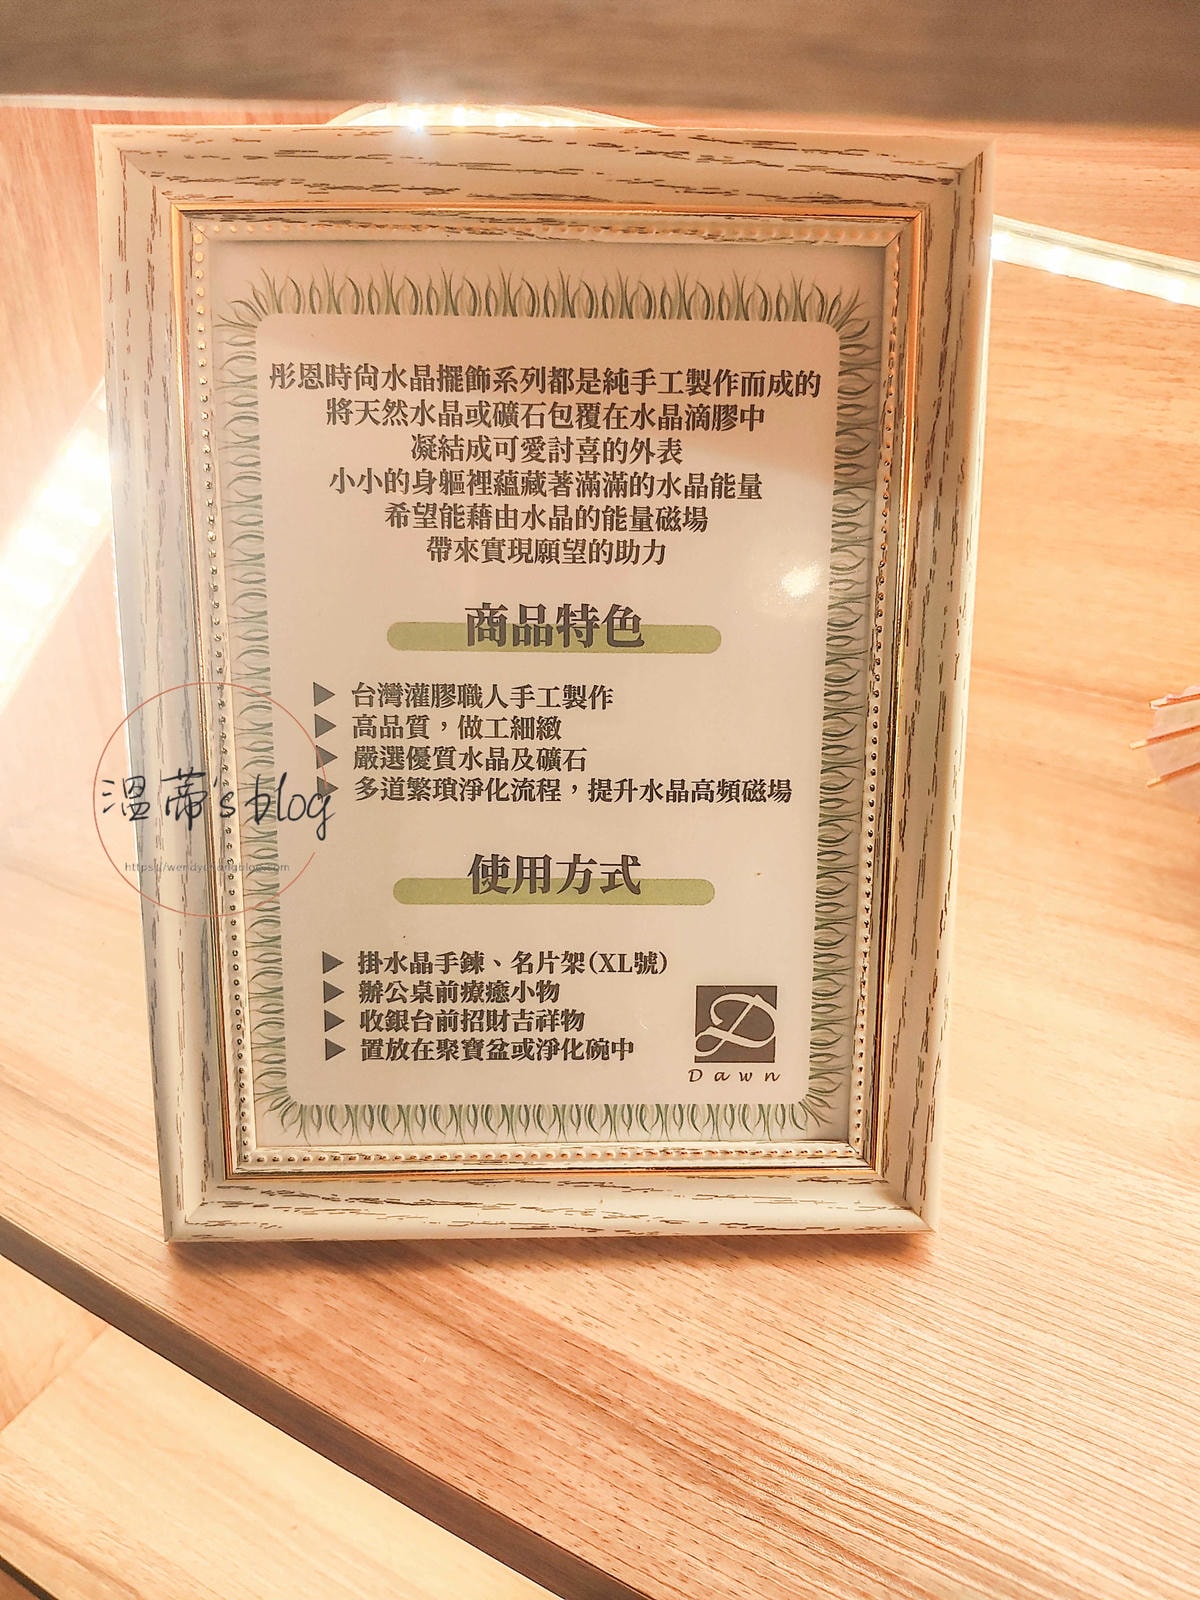 彤恩時尚水晶擺飾系列都是純手工製作而成的
將天然水晶或礦石包覆在水晶滴膠中
凝結成可愛討喜的外表
小小的身軀裡蘊藏著滿滿的水晶能量
希望能藉由水晶的能量磁場
帶來實現願望的助力
商品特色
▶ 台灣灌膠職人手工製作
▶ 高品質，做工細緻
▶ 嚴選優質水晶及礦石
▶ 多道繁瑣淨化流程，提升水晶高頻磁場
溫蒂's blog
使用方式
▶ 掛水晶手鍊、名片架(XL號)
▶ 辦公桌前療癒小物
▶ 收銀台前招財吉祥物
▶ 置放在聚寶盆或淨化碗中
D
Dawn